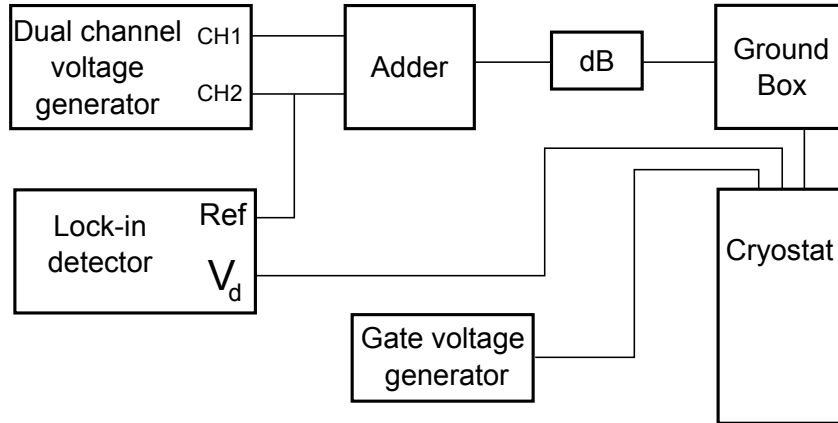 Dual channel
voltage
generator
CH1
CH2
Adder
dB
Ground
Box
Lock-in
detector
Ref
Vd
Cryostat
Gate voltage
generator